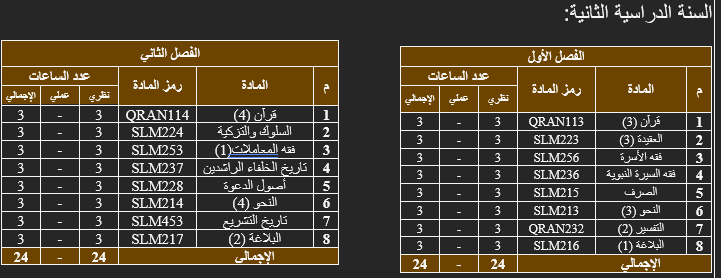 السنة الدراسية الثانية:
الفصل الأول
م المادة رمز المادة عدد الساعات
نظري عملي الإجمالي
1 قرآن (3) QRAN113 3 - 3
2 العقيدة (3) SLM223 3 - 3
3 فقه الأسرة SLM256 3 - 3
4 فقه السيرة النبوية SLM236 3 - 3
5 الصرف SLM215 3 - 3
6 النحو (3) SLM213 3 - 3
7 التفسير (2) QRAN232 3 - 3
8 البلاغة (1) SLM216 3 - 3
الإجمالي 24 - 24
الفصل الثاني
م المادة رمز المادة عدد الساعات
نظري عملي الإجمالي
1 قرآن (4) QRAN114 3 - 3
2 السلوك والتزكية SLM224 3 - 3
3 فقه المعاملات(1) SLM253 3 - 3
4 تاريخ الخلفاء الراشدين SLM237 3 - 3
5 أصول الدعوة SLM228 3 - 3
6 النحو (4) SLM214 3 - 3
7 تاريخ التشريع SLM453 3 - 3
8 البلاغة (2) SLM217 3 - 3
الإجمالي 24 - 24